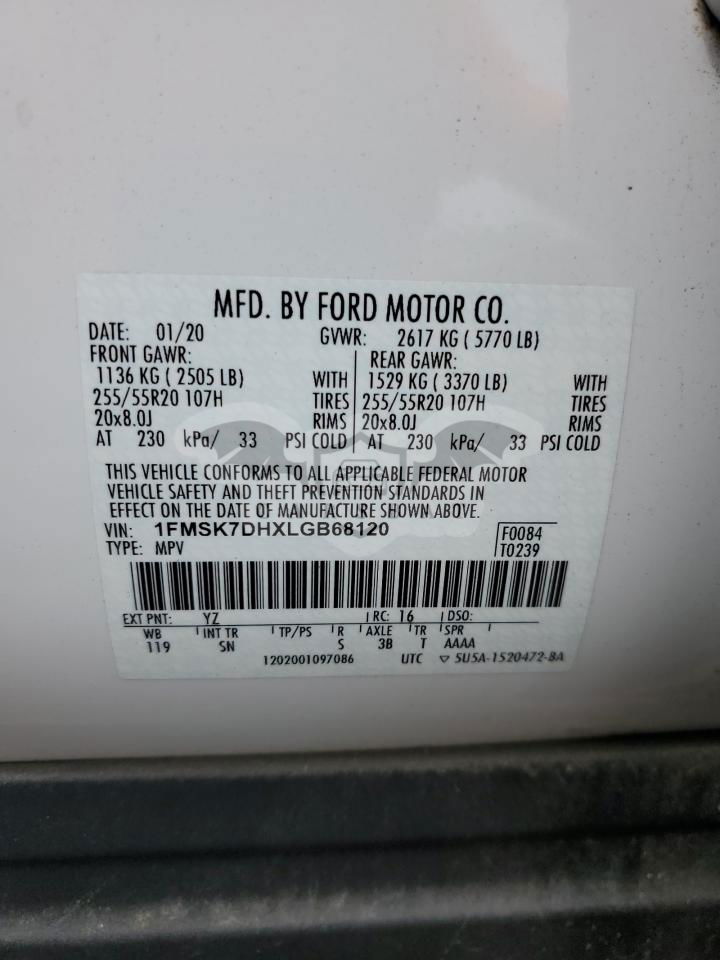 MFD. BY FORD MOTOR CO.
DATE: 01/20 GVWR: 2617 KG ( 5770 LB)
FRONT GAWR: REAR GAWR:
1136 KG ( 2505 LB) WITH 1529 KG ( 3370 LB) WITH
255/55R20 107H TIRES 255/55R20 107H TIRES
20x8.0J RIMS 20x8.0J RIMS
AT 230 kPa/ 33 PSI COLD AT 230 kPa/ 33 PSI COLD
THIS VEHICLE CONFORMS TO ALL APPLICABLE FEDERAL MOTOR
VEHICLE SAFETY AND THEFT PREVENTION STANDARDS IN
EFFECT ON THE DATE OF MANUFACTURE SHOWN ABOVE.
VIN: 1FMSK7DHXLGB68120 F0084
TYPE: MPV T0239
EXT PNT: YZ RC: 16 DSO:
WB INT TR TP/PS R AXLE TR SPR
119 SN S 3B T AAAA
1202001097086 UTC ▽ 5U5A-1520472-BA